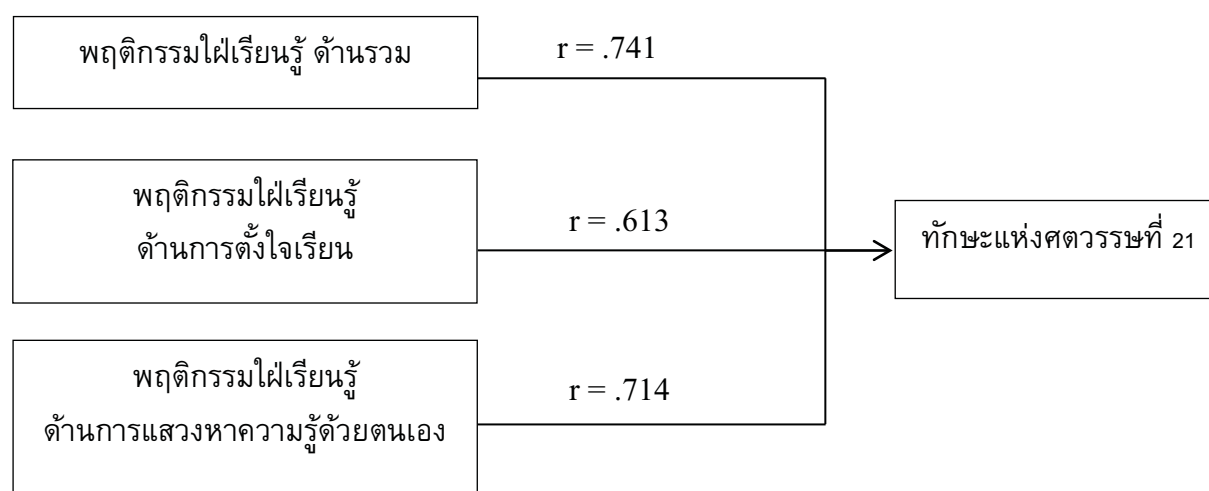 พฤติกรรมใฝ่เรียนรู้ ด้านรวม
r = .741
พฤติกรรมใฝ่เรียนรู้
ด้านการตั้งใจเรียน
r = .613
ทักษะแห่งศตวรรษที่ 21
พฤติกรรมใฝ่เรียนรู้
ด้านการแสวงหาความรู้ด้วยตนเอง
r = .714